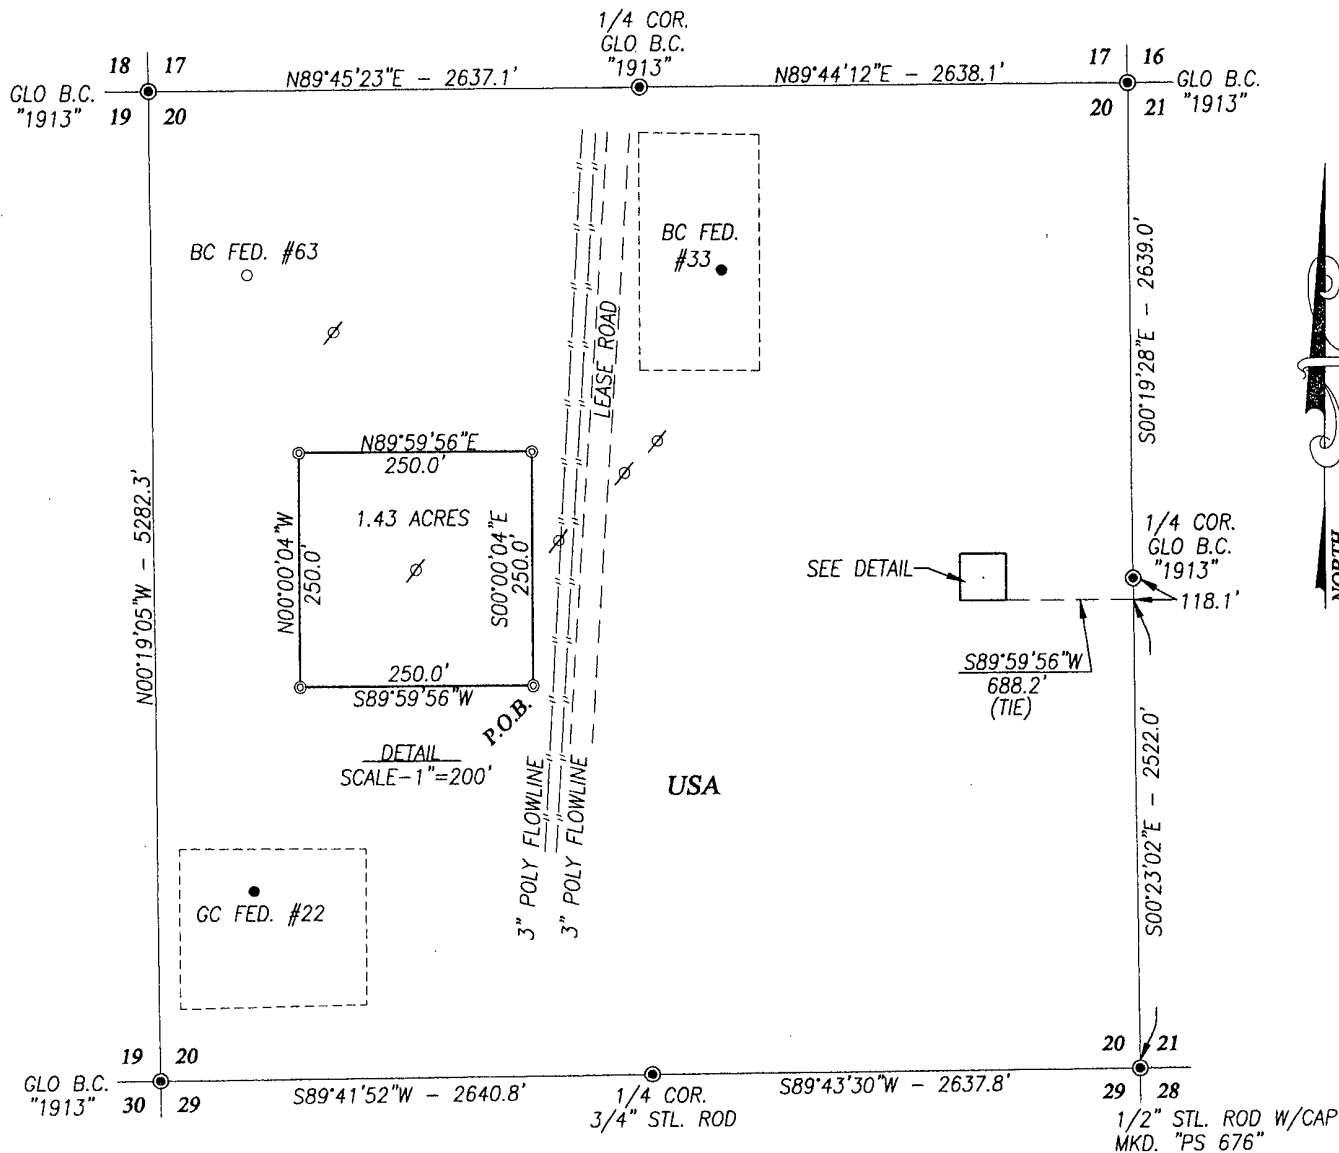 1/4 COR.
GLO B.C.
"1913"
18 17
GLO B.C.
"1913"
19 20
N89°45'23"E - 2637.1'
N89°44'12"E - 2638.1'
17 16
GLO B.C.
"1913"
20 21
BC FED. #63
BC FED.
#33
LEASE ROAD
S00°19'28"E - 2639.0'
N89°59'56"E
250.0'
1.43 ACRES
N00°00'04"W
250.0'
S00°00'04"E
250.0'
250.0'
S89°59'56"W
P.O.B.
DETAIL
SCALE-1"=200'
N00°19'05"W - 5282.3'
SEE DETAIL
1/4 COR.
GLO B.C.
"1913"
118.1'
NORTH
S89°59'56"W
688.2'
(TIE)
USA
3" POLY FLOWLINE
3" POLY FLOWLINE
S00°23'02"E - 2522.0'
GC FED. #22
19 20
GLO B.C.
"1913"
30 29
S89°41'52"W - 2640.8'
1/4 COR.
3/4" STL. ROD
S89°43'30"W - 2637.8'
20 21
29 28
1/2" STL. ROD W/CAP
MKD. "PS 676"